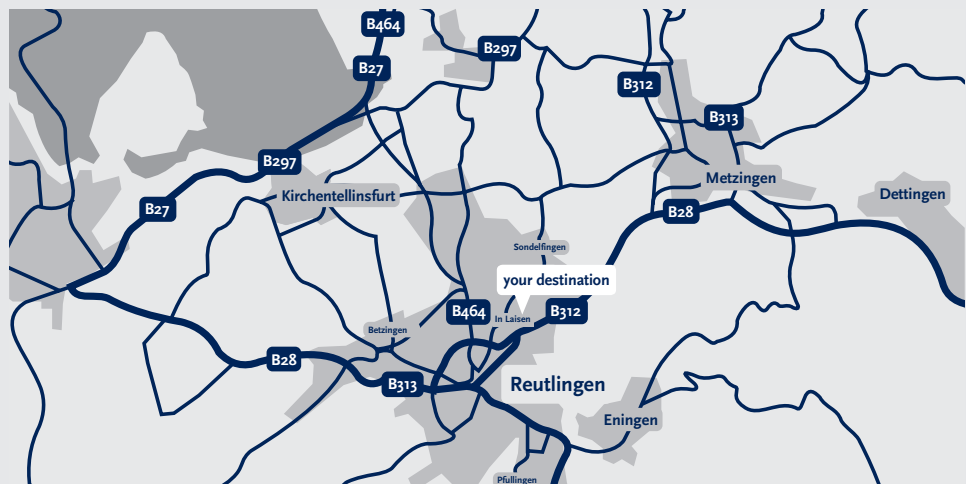 B464
B297
B27
B312
B313
B297
Metzingen
Kirchentellinsfurt
Dettingen
B27
B28
Sondelfingen
your destination
B464
B312
In Laisen
Betzingen
B28
B313
Reutlingen
Eningen
Pfullingen